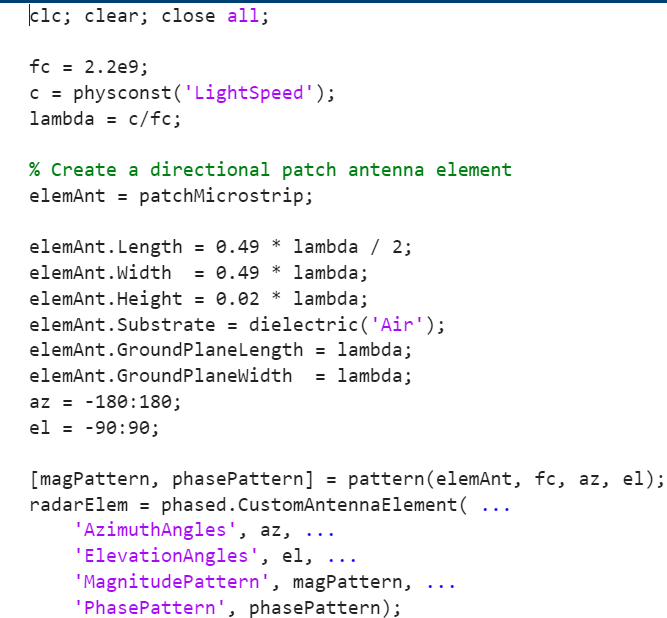 clc; clear; close all;
fc = 2.2e9;
c = physconst('LightSpeed');
lambda = c/fc;
% Create a directional patch antenna element
elemAnt = patchMicrostrip;
elemAnt.Length = 0.49 * lambda / 2;
elemAnt.Width  = 0.49 * lambda;
elemAnt.Height = 0.02 * lambda;
elemAnt.Substrate = dielectric('Air');
elemAnt.GroundPlaneLength = lambda;
elemAnt.GroundPlaneWidth  = lambda;
az = -180:180;
el = -90:90;
[magPattern, phasePattern] = pattern(elemAnt, fc, az, el);
radarElem = phased.CustomAntennaElement( ...
    'AzimuthAngles', az, ...
    'ElevationAngles', el, ...
    'MagnitudePattern', magPattern, ...
    'PhasePattern', phasePattern);